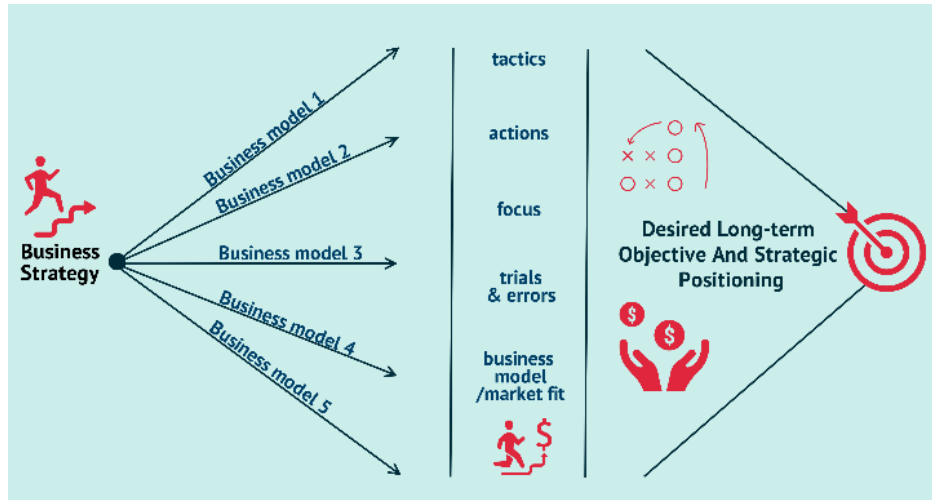 Business
Strategy
Business model 1
Business model 2
Business model 3
Business model 4
Business model 5
tactics
actions
focus
trials
& errors
business
model
/market fit
$
Desired Long-term
Objective And Strategic
Positioning
$
$